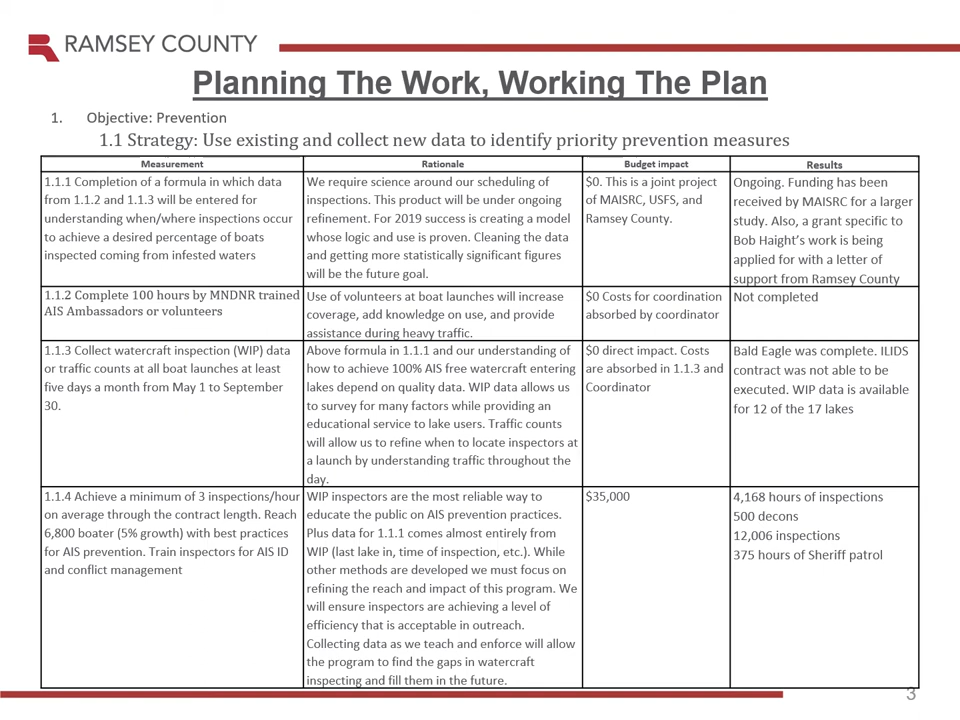 RAMSEY COUNTY
Planning The Work, Working The Plan
1. Objective: Prevention
1.1 Strategy: Use existing and collect new data to identify priority prevention measures
Measurement
Rationale
Budget impact
Results
1.1.1 Completion of a formula in which data
from 1.1.2 and 1.1.3 will be entered for
understanding when/where inspections occur
to achieve a desired percentage of boats
inspected coming from infested waters
We require science around our scheduling of
inspections. This product will be under ongoing
refinement. For 2019 success is creating a model
whose logic and use is proven. Cleaning the data
and getting more statistically significant figures
will be the future goal.
$0. This is a joint project
of MAISRC, USFS, and
Ramsey County.
Ongoing. Funding has been
received by MAISRC for a larger
study. Also, a grant specific to
Bob Haight's work is being
applied for with a letter of
support from Ramsey County
1.1.2 Complete 100 hours by MNDNR trained
AIS Ambassadors or volunteers
Use of volunteers at boat launches will increase
coverage, add knowledge on use, and provide
assistance during heavy traffic.
$0 Costs for coordination
absorbed by coordinator
Not completed
1.1.3 Collect watercraft inspection (WIP) data
or traffic counts at all boat launches at least
five days a month from May 1 to September
30.
Above formula in 1.1.1 and our understanding of
how to achieve 100% AIS free watercraft entering
lakes depend on quality data. WIP data allows us
to survey for many factors while providing an
educational service to lake users. Traffic counts
will allow us to refine when to locate inspectors at
a launch by understanding traffic throughout the
day.
$0 direct impact. Costs
are absorbed in 1.1.3 and
Coordinator
Bald Eagle was complete. ILIDS
contract was not able to be
executed. WIP data is available
for 12 of the 17 lakes
1.1.4 Achieve a minimum of 3 inspections/hour
on average through the contract length. Reach
6,800 boater (5% growth) with best practices
for AIS prevention. Train inspectors for AIS ID
and conflict management
WIP inspectors are the most reliable way to
educate the public on AIS prevention practices.
Plus data for 1.1.1 comes almost entirely from
WIP (last lake in, time of inspection, etc.). While
other methods are developed we must focus on
refining the reach and impact of this program. We
will ensure inspectors are achieving a level of
efficiency that is acceptable in outreach.
Collecting data as we teach and enforce will allow
the program to find the gaps in watercraft
inspecting and fill them in the future.
$35,000
4,168 hours of inspections
500 decons
12,006 inspections
375 hours of Sheriff patrol
3